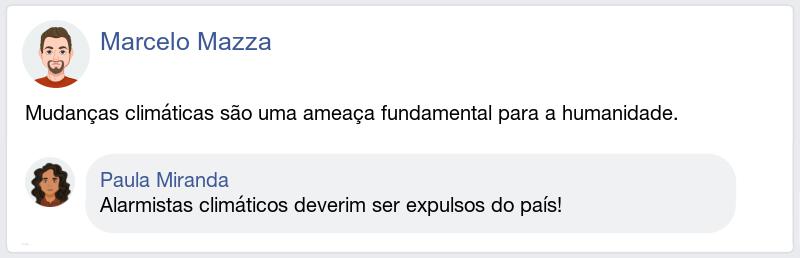 Marcelo Mazza
Mudanças climáticas são uma ameaça fundamental para a humanidade.
Paula Miranda
Alarmistas climáticos deverim ser expulsos do país!